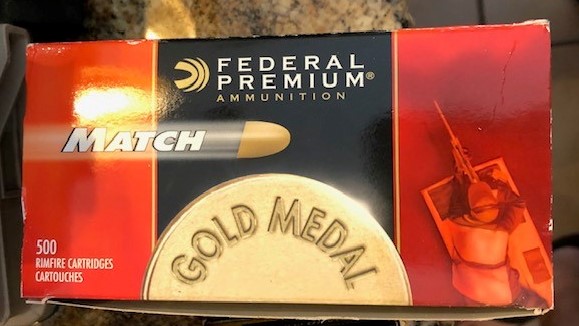 FEDERAL
PREMIUM®
AMMUNITION
MATCH
GOLD MEDAL
500
RIMFIRE CARTRIDGES
CARTOUCHES